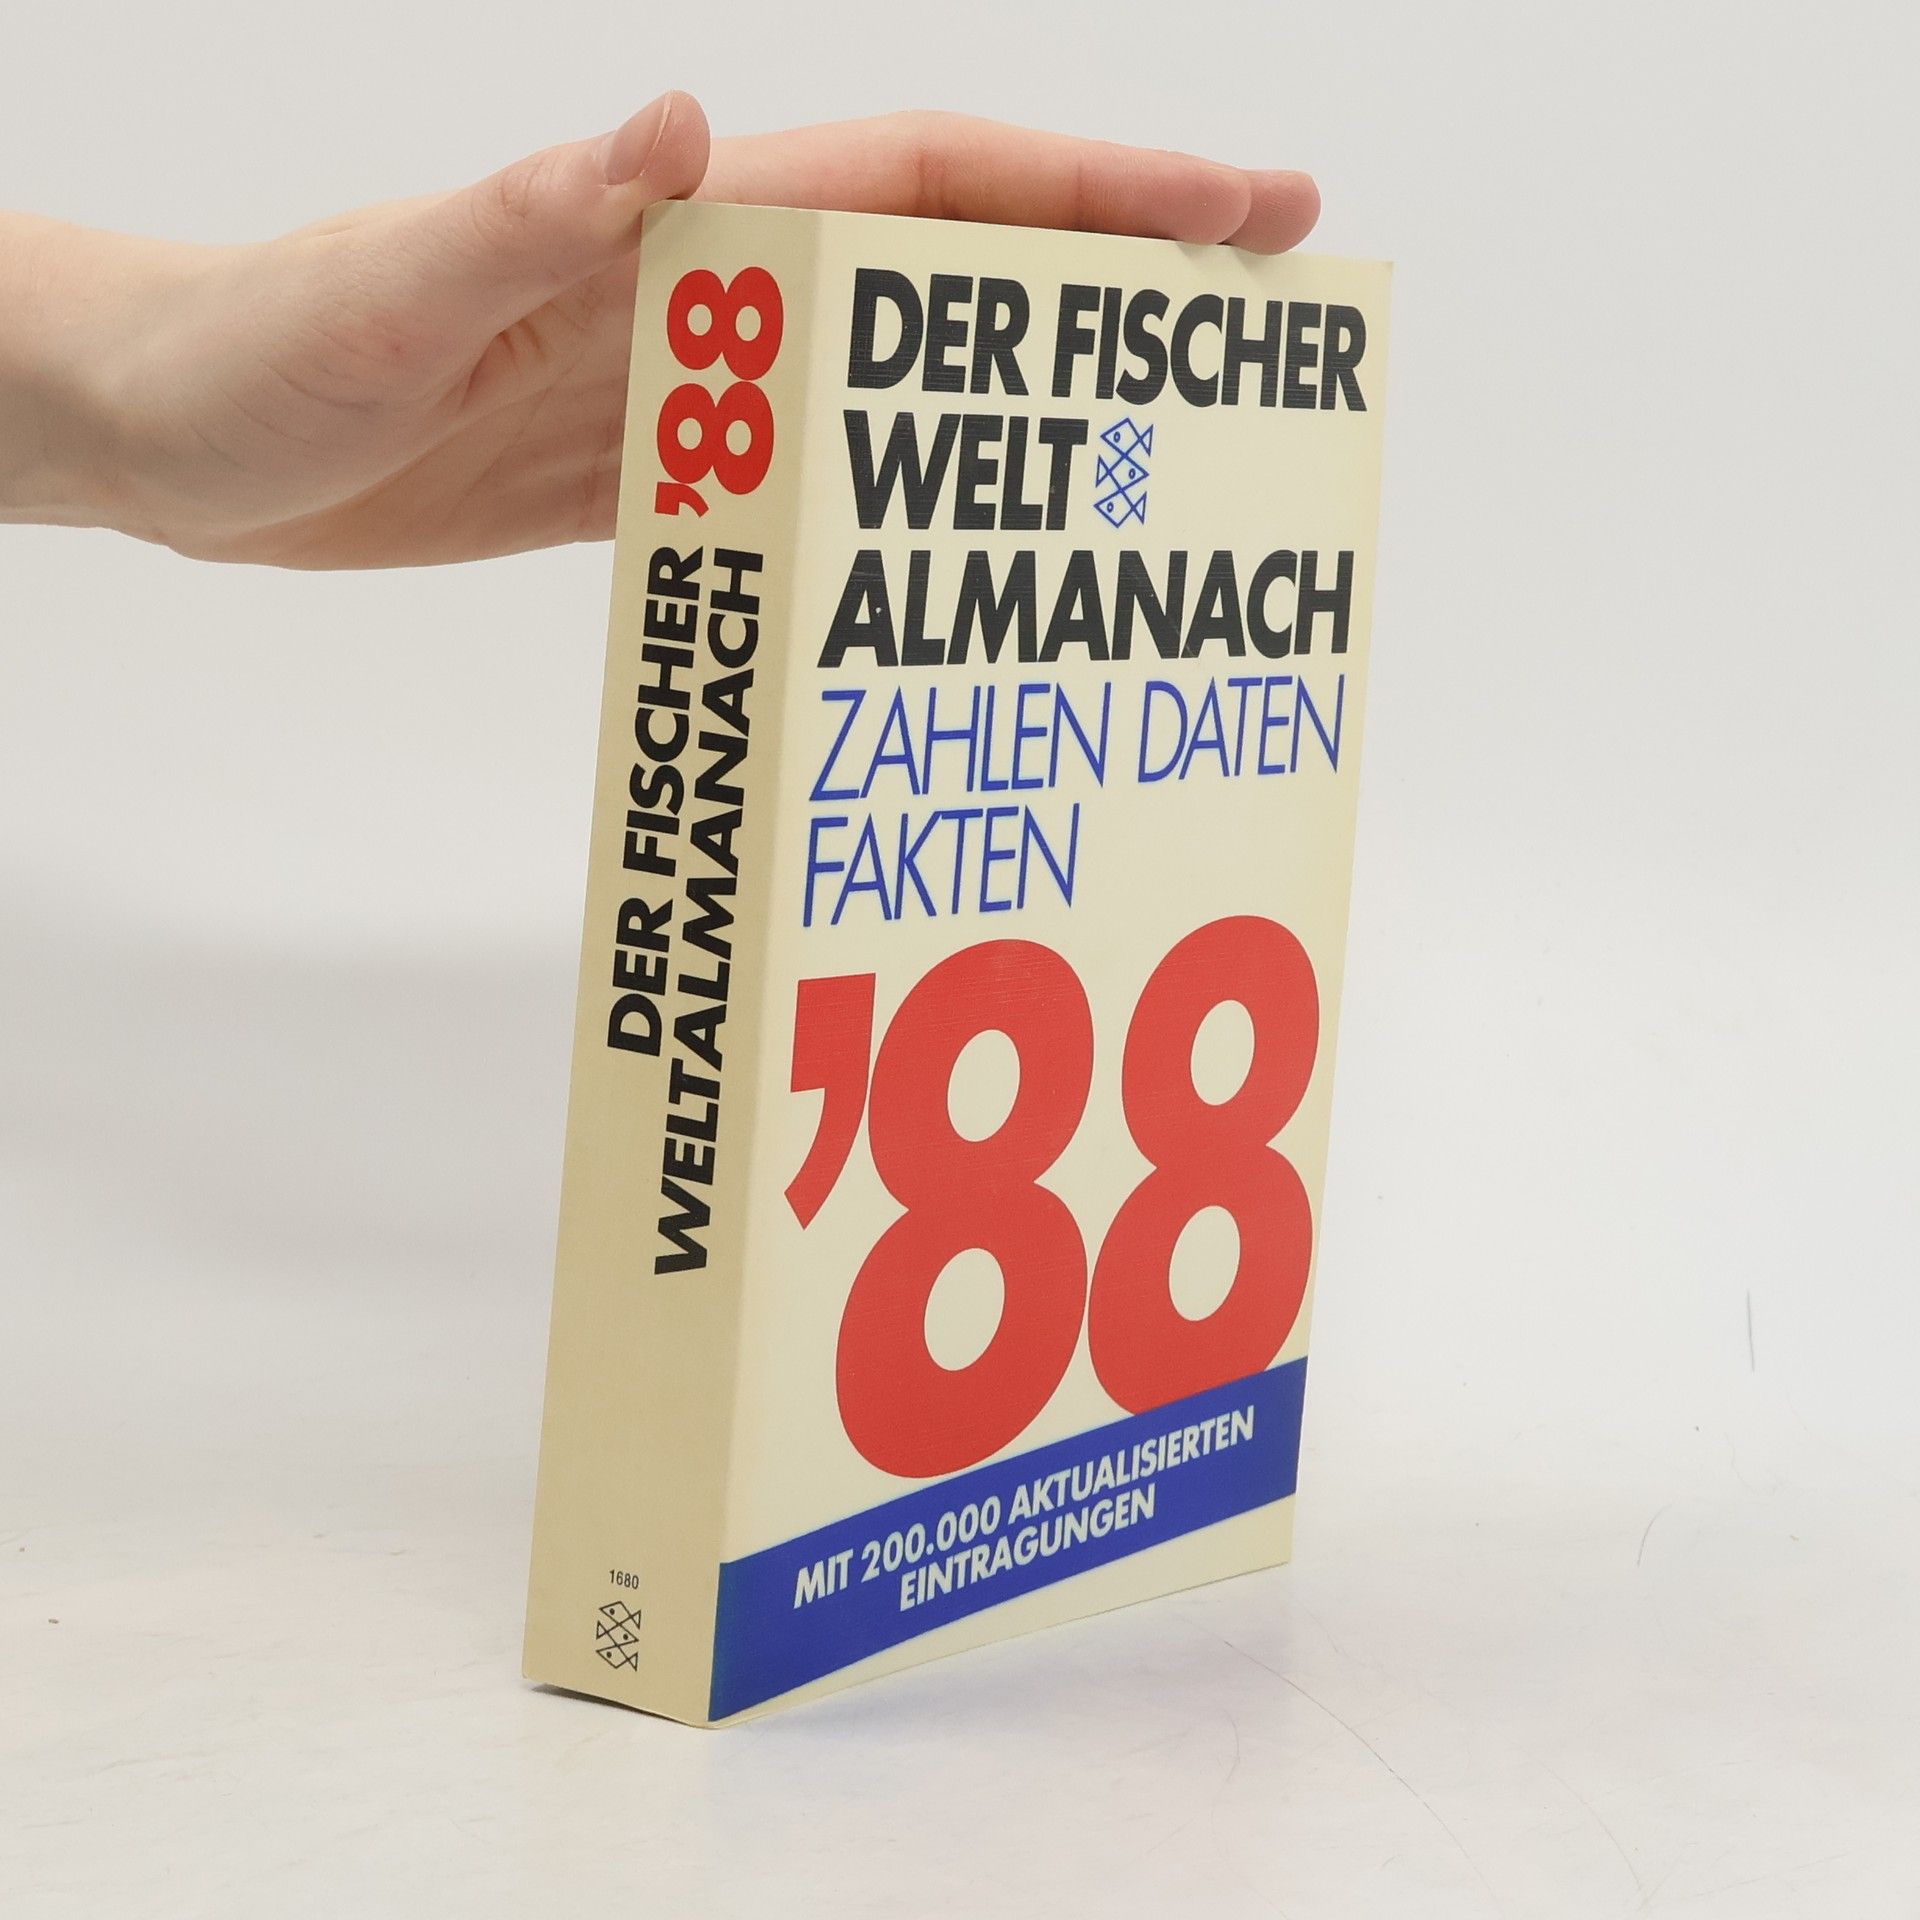 DER FISCHER
WELTALMANACH
'88
1680
DER FISCHER
WELT
ALMANACH
ZAHLEN DATEN
FAKTEN
'88
MIT 200.000 AKTUALISIERTEN
EINTRAGUNGEN